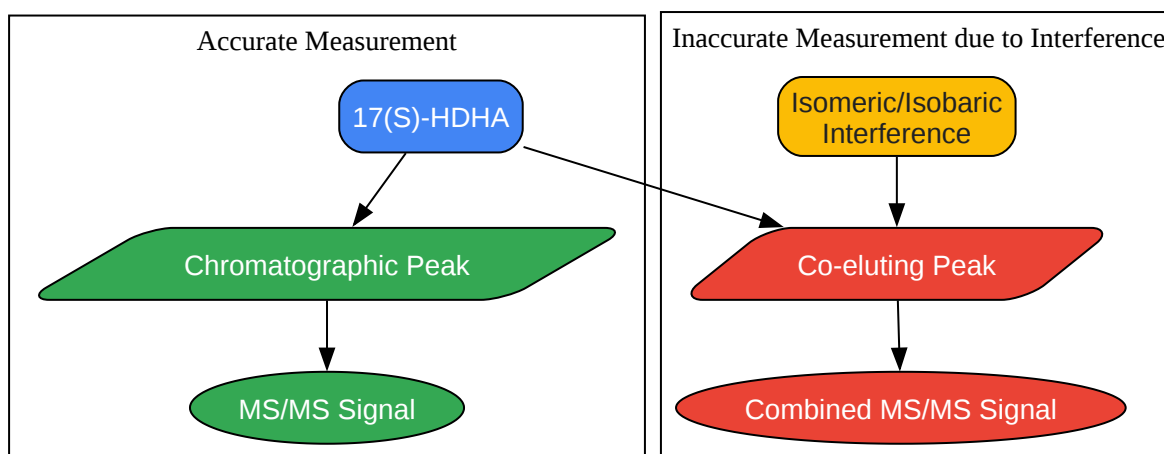 Accurate Measurement
17(S)-HDHA
Chromatographic Peak
MS/MS Signal
Inaccurate Measurement due to Interference
Isomeric/Isobaric
Interference
Co-eluting Peak
Combined MS/MS Signal